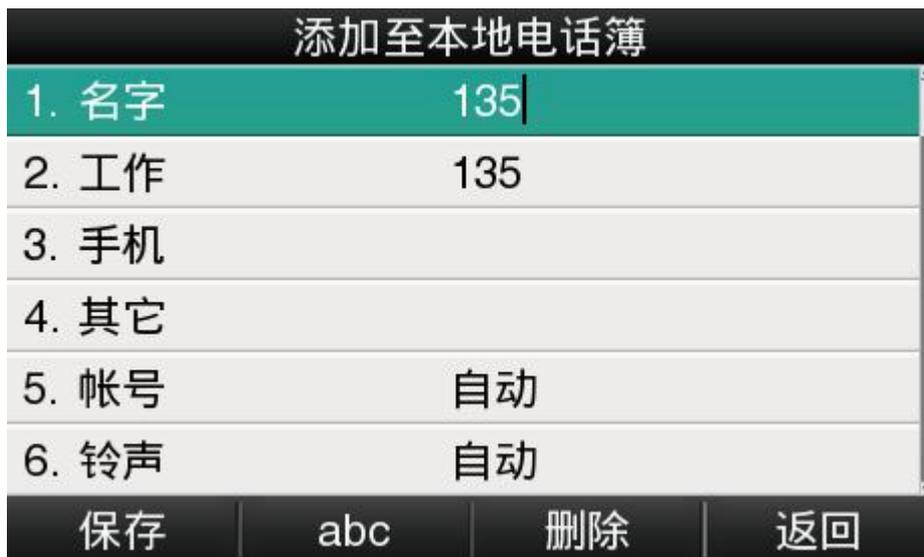 添加至本地电话簿
1. 名字 135
2. 工作 135
3. 手机
4. 其它
5. 帐号 自动
6. 铃声 自动
保存 abc 删除 返回